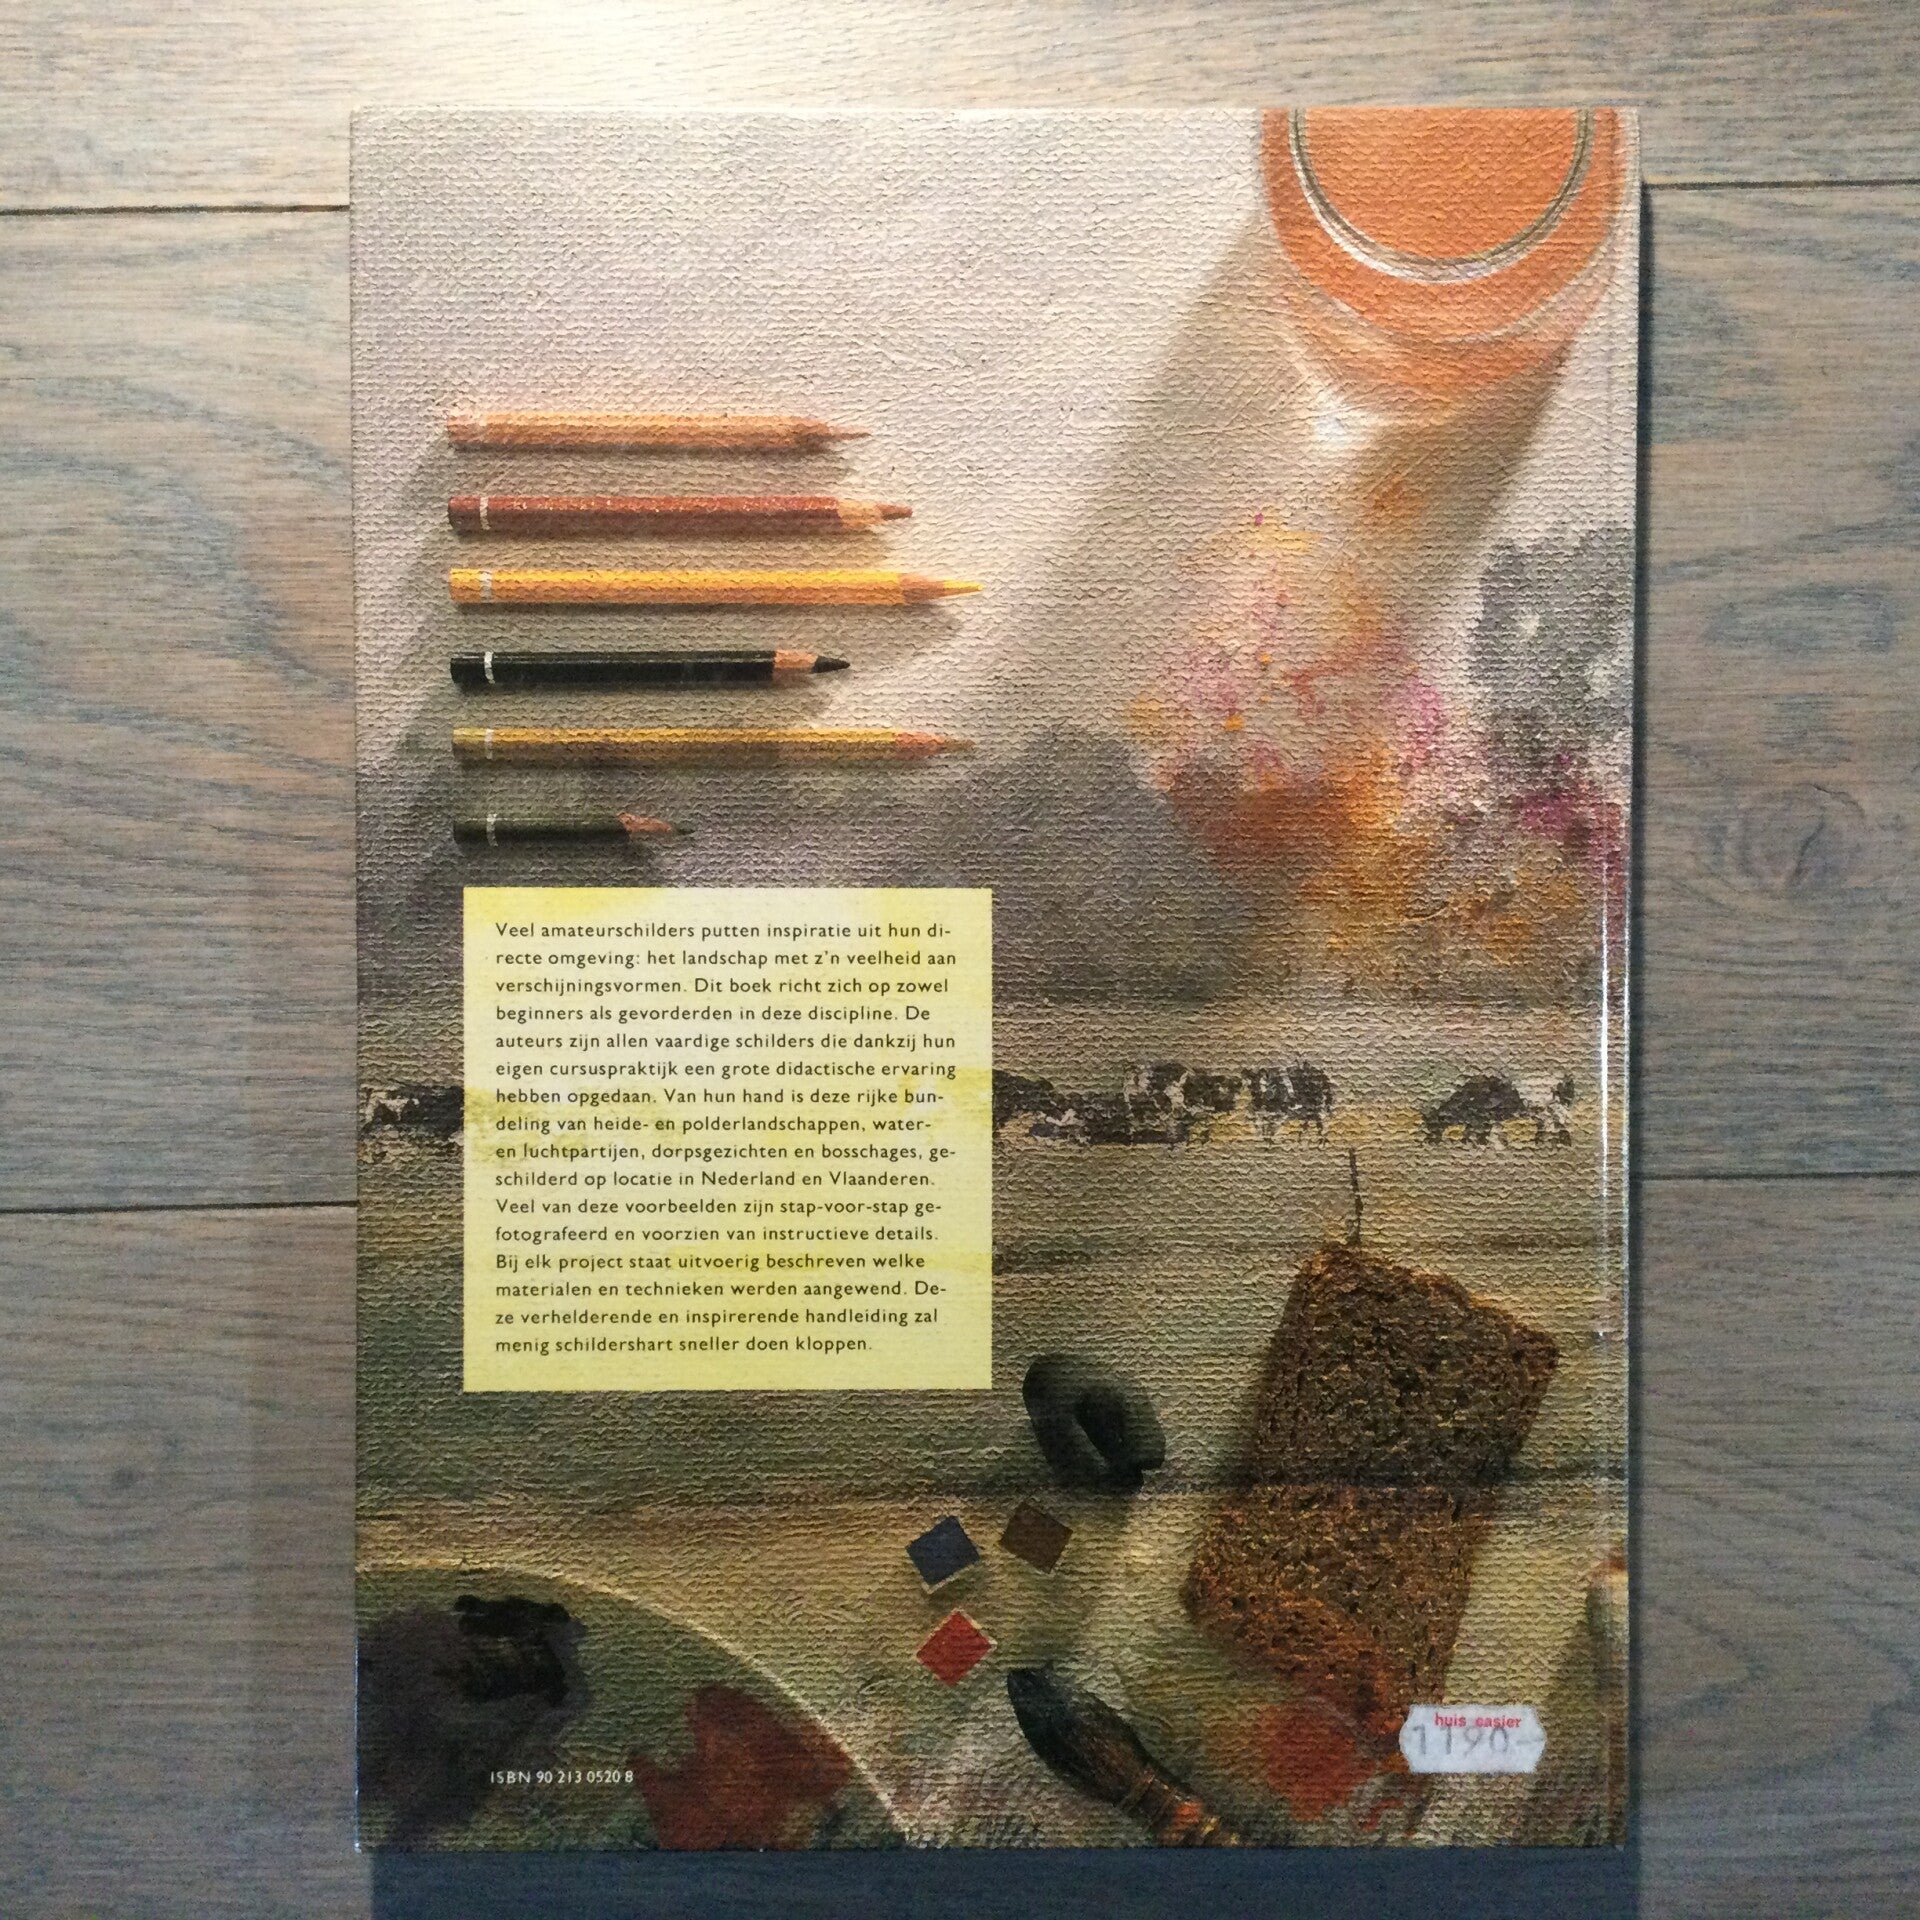 Veel amateurschilders putten inspiratie uit hun di-
recte omgeving: het landschap met z'n veelheid aan
verschijningsvormen. Dit boek richt zich op zowel
beginners als gevorderden in deze discipline. De
auteurs zijn allen vaardige schilders die dankzij hun
eigen cursuspraktijk een grote didactische ervaring
hebben opgedaan. Van hun hand is deze rijke bun-
deling van heide- en polderlandschappen, water-
en luchtpartijen, dorpsgezichten en bosschages, ge-
schilderd op locatie in Nederland en Vlaanderen.
Veel van deze voorbeelden zijn stap-voor-stap ge-
fotografeerd en voorzien van instructieve details.
Bij elk project staat uitvoerig beschreven welke
materialen en technieken werden aangewend. De-
ze verhelderende en inspirerende handleiding zal
menig schildershart sneller doen kloppen.
huis casier
1190-
ISBN 90 213 0520 8